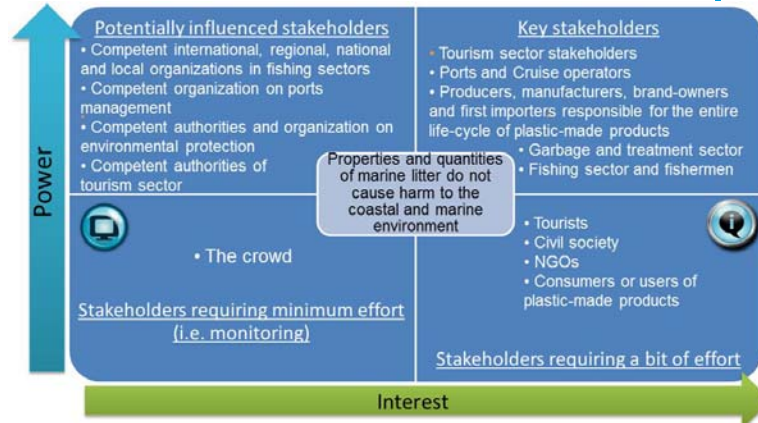 Potentially influenced stakeholders
• Competent international, regional, national
and local organizations in fishing sectors
• Competent organization on ports
management
• Competent authorities and organization on
environmental protection
• Competent authorities of
tourism sector
Key stakeholders
• Tourism sector stakeholders
• Ports and Cruise operators
• Producers, manufacturers, brand-owners
and first importers responsible for the entire
life-cycle of plastic-made products
• Garbage and treatment sector
• Fishing sector and fishermen
Properties and quantities
of marine litter do not
cause harm to the
coastal and marine
environment
• The crowd
Stakeholders requiring minimum effort
(i.e. monitoring)
• Tourists
• Civil society
• NGOs
• Consumers or users of
plastic-made products
Stakeholders requiring a bit of effort
Power
Interest